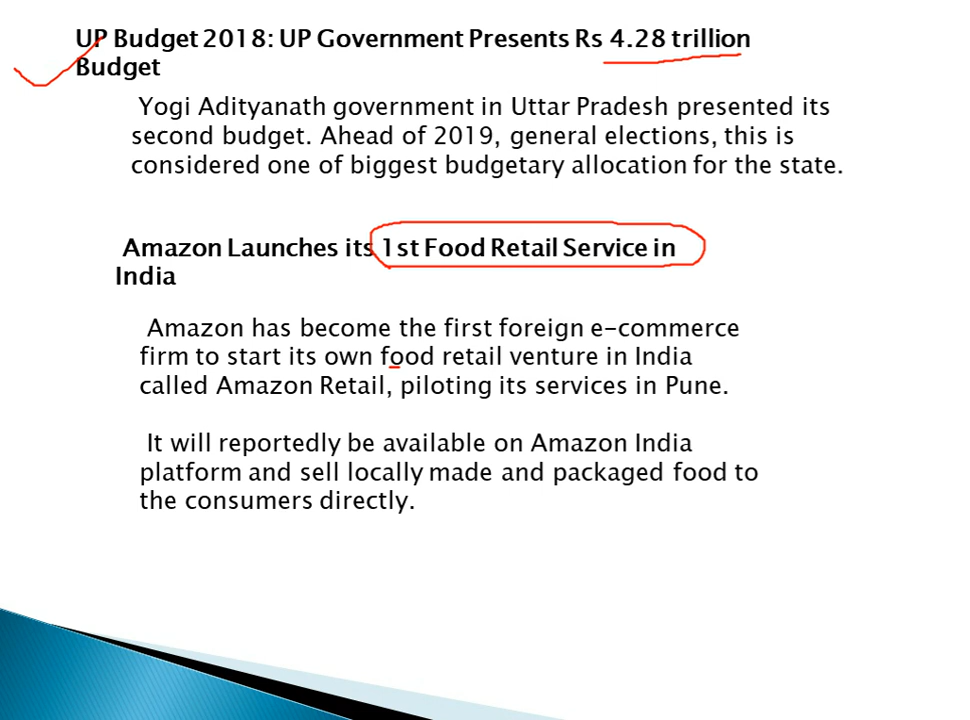 UP Budget 2018: UP Government Presents Rs 4.28 trillion
Budget
Yogi Adityanath government in Uttar Pradesh presented its
second budget. Ahead of 2019, general elections, this is
considered one of biggest budgetary allocation for the state.
Amazon Launches its 1st Food Retail Service in
India
Amazon has become the first foreign e-commerce
firm to start its own food retail venture in India
called Amazon Retail, piloting its services in Pune.
It will reportedly be available on Amazon India
platform and sell locally made and packaged food to
the consumers directly.